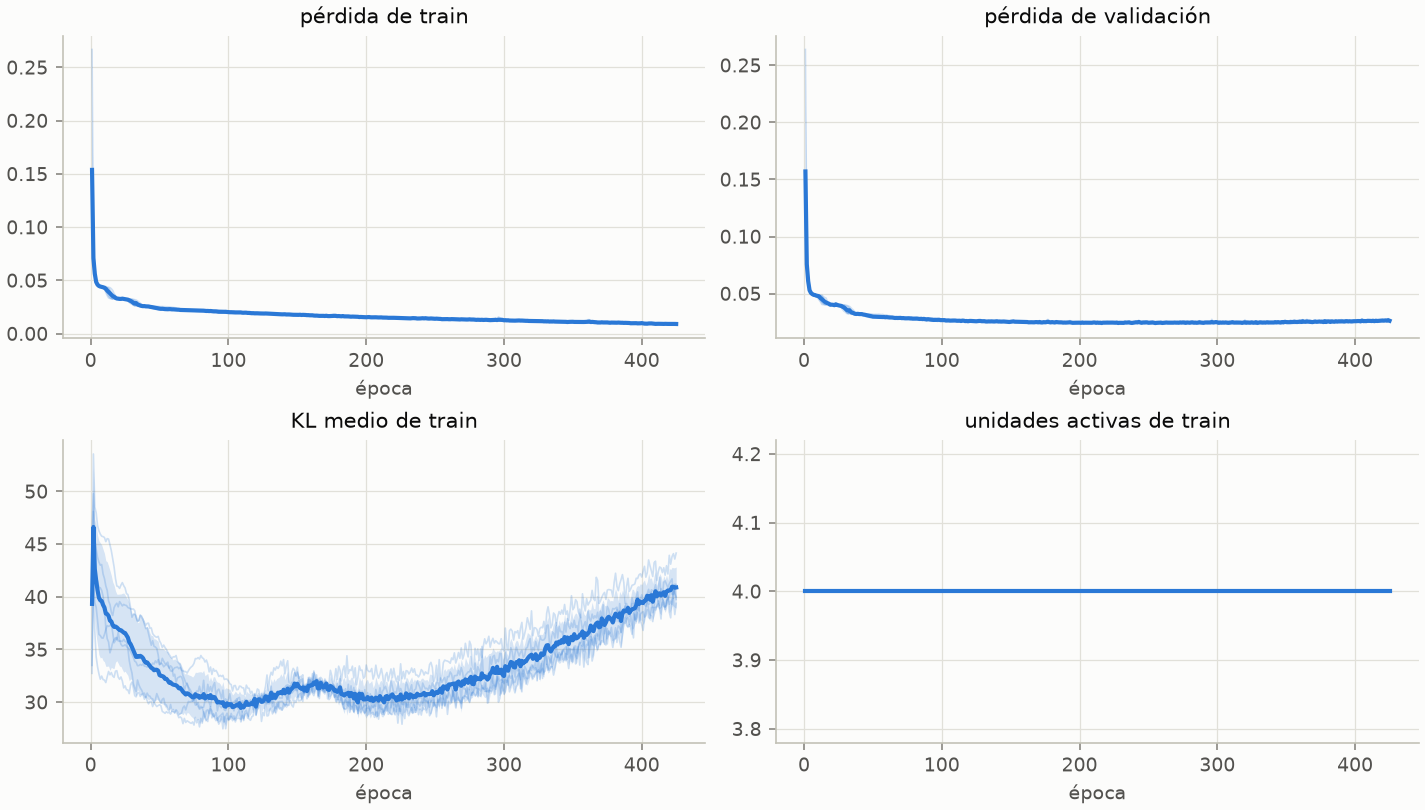 pérdida de train
0.25
0.20
0.15
0.10
0.05
0.00
0 100 200 300 400
época
pérdida de validación
0.25
0.20
0.15
0.10
0.05
0 100 200 300 400
época
KL medio de train
50
45
40
35
30
0 100 200 300 400
época
unidades activas de train
4.2
4.1
4.0
3.9
3.8
0 100 200 300 400
época